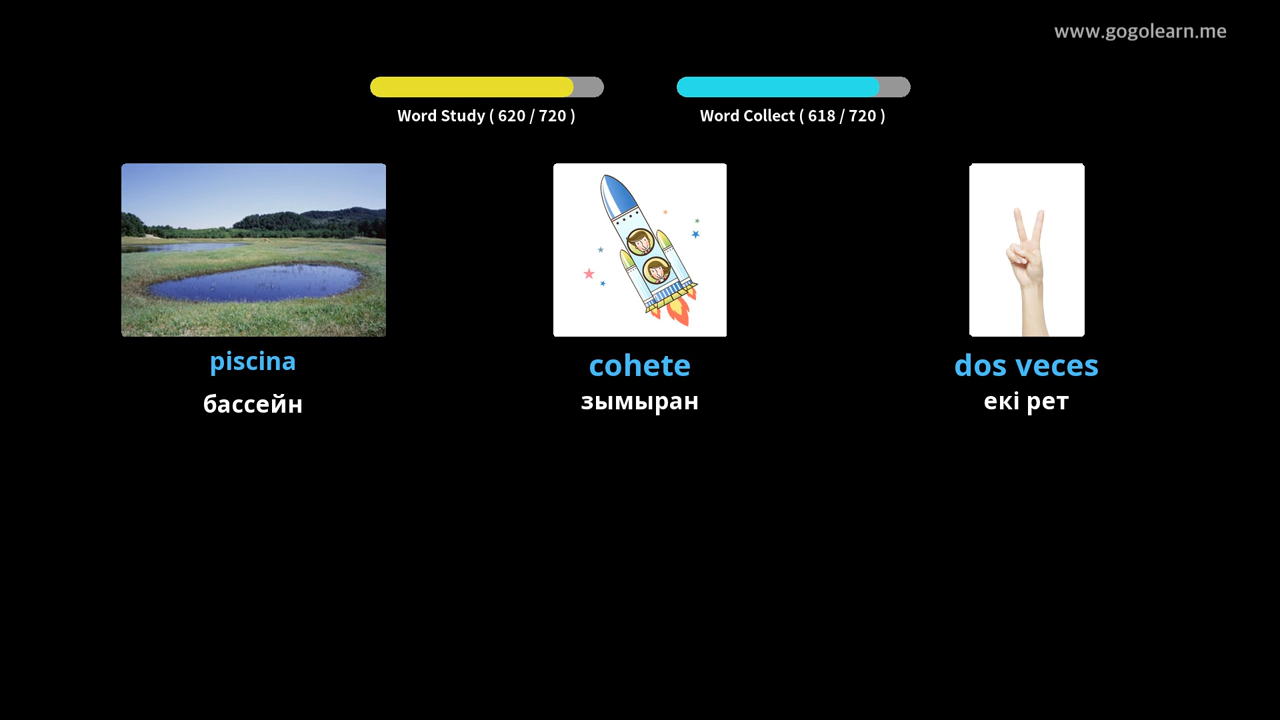 www.gogolearn.me
Word Study ( 620 / 720 )
Word Collect ( 618 / 720 )
piscina
cohete
dos veces
бассейн
зымыран
екі рет